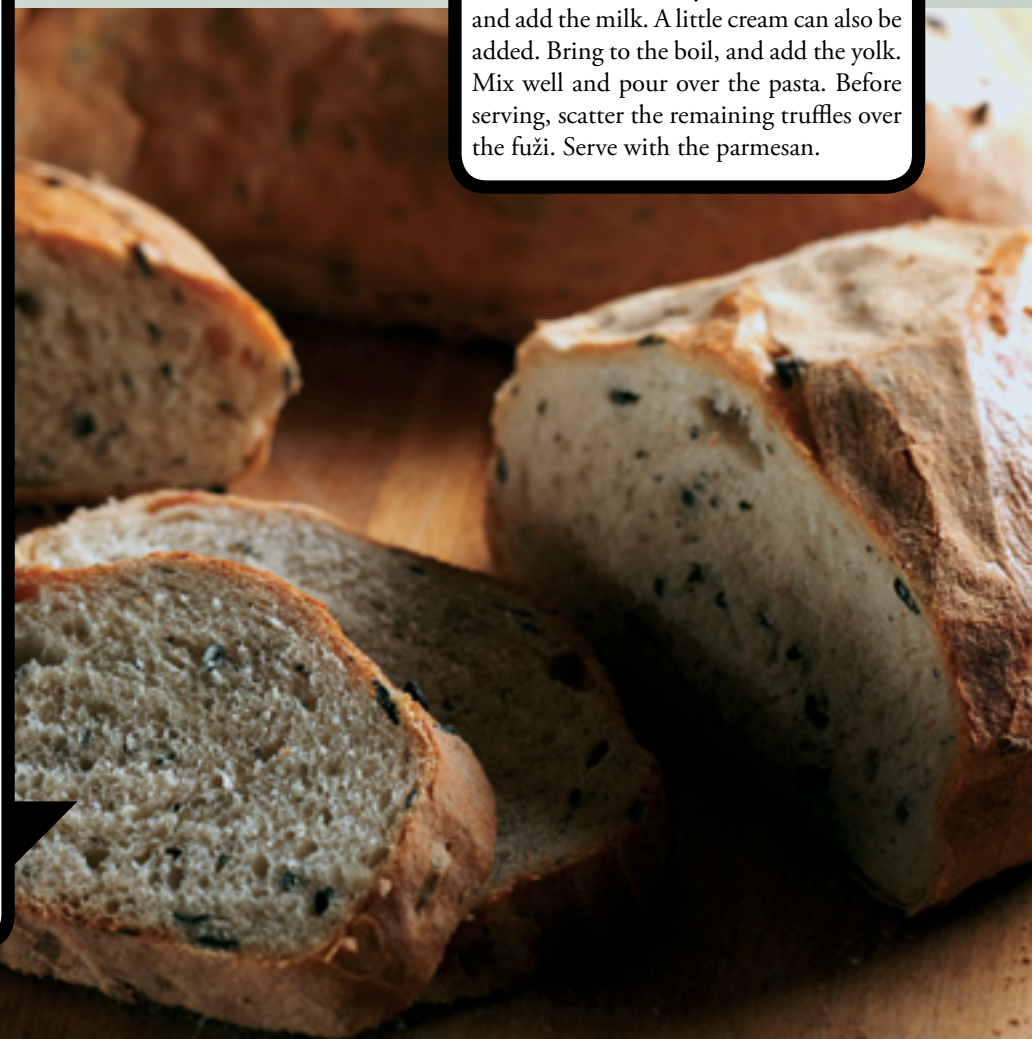 and add the milk. A little cream can also be
added. Bring to the boil, and add the yolk.
Mix well and pour over the pasta. Before
serving, scatter the remaining truffles over
the fuži. Serve with the parmesan.